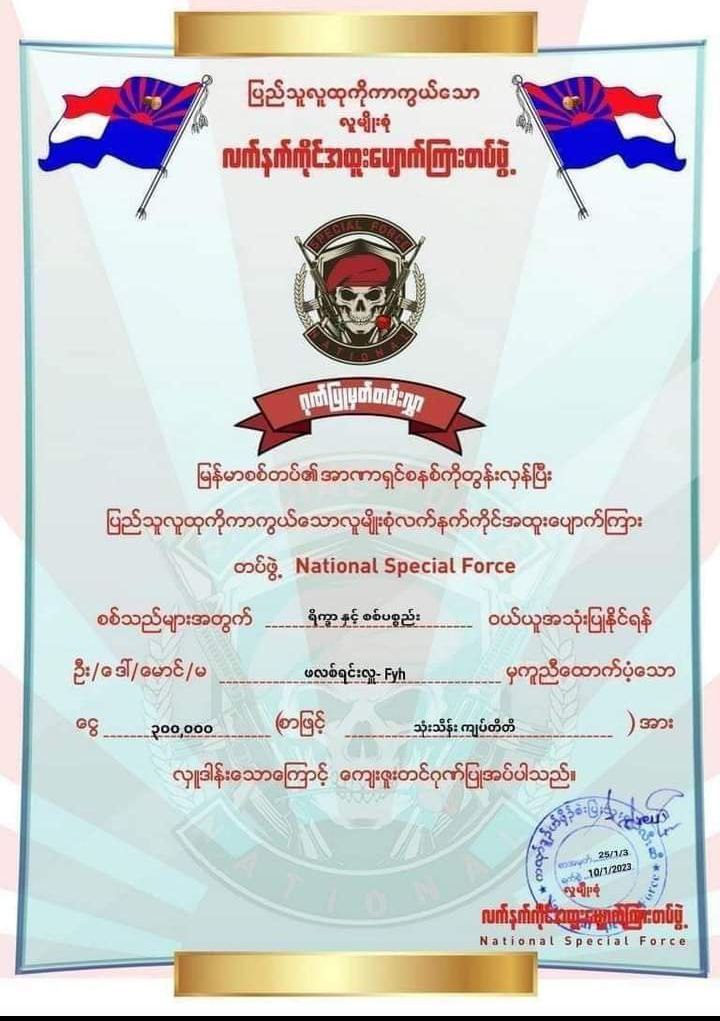 ပြည်သူလူထုကိုကာကွယ်သော
လူမျိုးစုံ
လက်နက်ကိုင်အထူးပျောက်ကြားတပ်ဖွဲ့
SPECIAL FORCE
NATIONAL
ဂုဏ်ပြုမှတ်တမ်းလွှာ
မြန်မာစစ်တပ်၏အာဏာရှင်စနစ်ကိုတွန်းလှန်ပြီး
ပြည်သူလူထုကိုကာကွယ်သောလူမျိုးစုံလက်နက်ကိုင်အထူးပျောက်ကြား
တပ်ဖွဲ့ National Special Force
စစ်သည်များအတွက် ရိက္ခာ နှင့် စစ်ပစ္စည်း ဝယ်ယူအသုံးပြုနိုင်ရန်
ဦး/ဒေါ်/မောင်/မ ဖလစ်ရင်းလှူ- Fyh မှကူညီထောက်ပံ့သော
ငွေ ၃၀၀,၀၀၀ (စာဖြင့် သုံးသိန်း ကျပ်တိတိ ) အား
လှူဒါန်းသောကြောင့် ကျေးဇူးတင်ဂုဏ်ပြုအပ်ပါသည်။
စာအမှတ် 25/1/3
ရက်စွဲ 10/1/2023
လူမျိုးစုံ
လက်နက်ကိုင်အထူးပျောက်ကြားတပ်ဖွဲ့
National Special Force